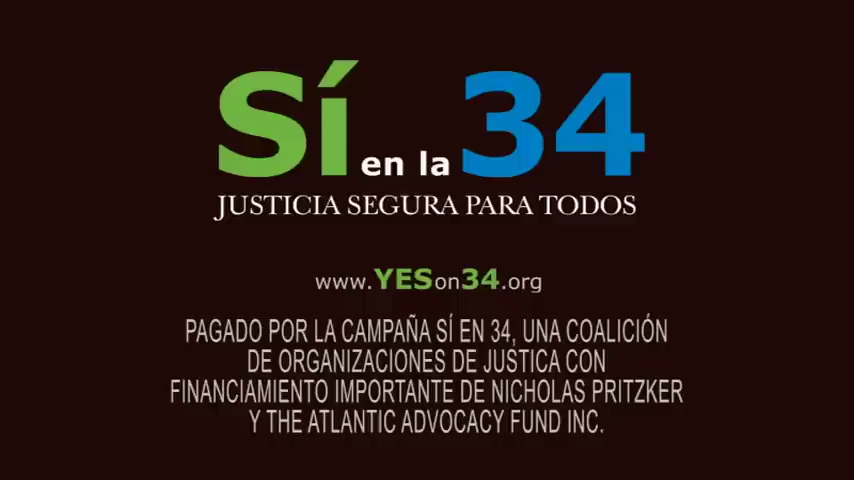 Sí en la 34
JUSTICIA SEGURA PARA TODOS
www.YESon34.org
PAGADO POR LA CAMPAÑA SÍ EN 34, UNA COALICIÓN
DE ORGANIZACIONES DE JUSTICA CON
FINANCIAMIENTO IMPORTANTE DE NICHOLAS PRITZKER
Y THE ATLANTIC ADVOCACY FUND INC.